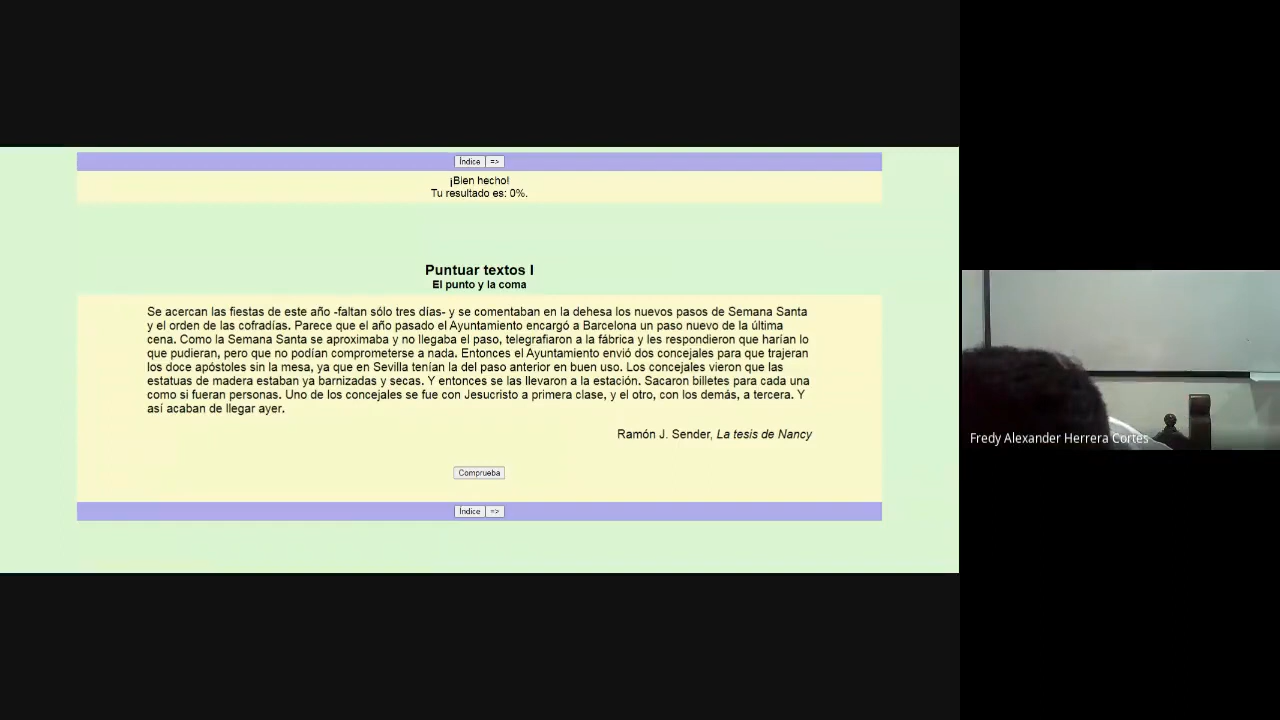 Índice =>
¡Bien hecho!
Tu resultado es: 0%.
Puntuar textos I
El punto y la coma
Se acercan las fiestas de este año -faltan sólo tres días- y se comentaban en la dehesa los nuevos pasos de Semana Santa
y el orden de las cofradías. Parece que el año pasado el Ayuntamiento encargó a Barcelona un paso nuevo de la última
cena. Como la Semana Santa se aproximaba y no llegaba el paso, telegrafiaron a la fábrica y les respondieron que harían lo
que pudieran, pero que no podían comprometerse a nada. Entonces el Ayuntamiento envió dos concejales para que trajeran
los doce apóstoles sin la mesa, ya que en Sevilla tenían la del paso anterior en buen uso. Los concejales vieron que las
estatuas de madera estaban ya barnizadas y secas. Y entonces se las llevaron a la estación. Sacaron billetes para cada una
como si fueran personas. Uno de los concejales se fue con Jesucristo a primera clase, y el otro, con los demás, a tercera. Y
así acaban de llegar ayer.
Ramón J. Sender, La tesis de Nancy
Comprueba
Índice =>
Fredy Alexander Herrera Cortes